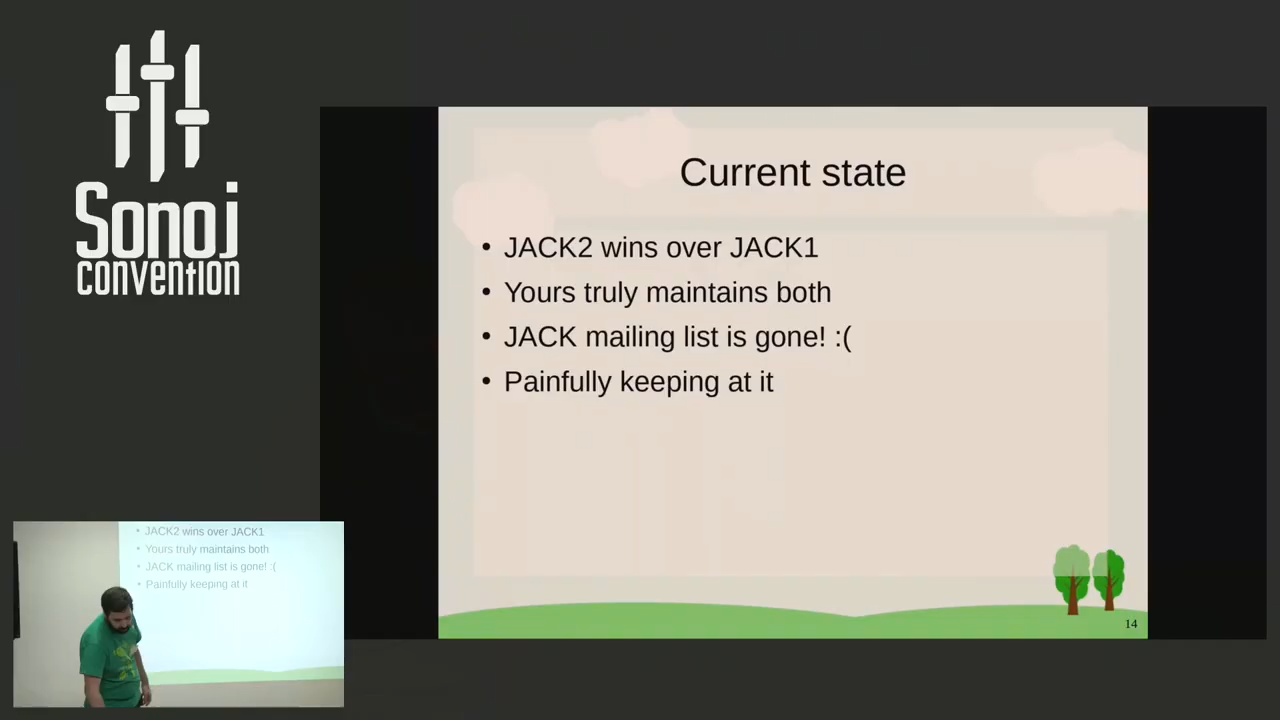 Sonoj
convention
Current state
• JACK2 wins over JACK1
• Yours truly maintains both
• JACK mailing list is gone! :(
• Painfully keeping at it
14
• JACK2 wins over JACK1
• Yours truly maintains both
• JACK mailing list is gone! :(
• Painfully keeping at it